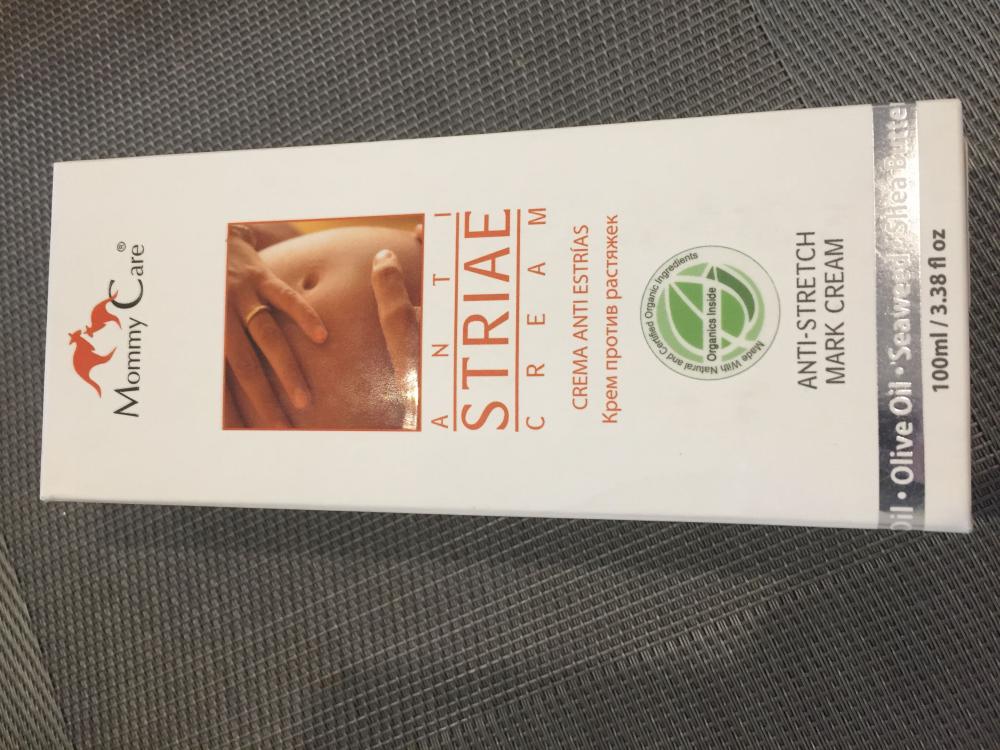 Mommy Care®
ANTI
STRIAE
CREAM
CREMA ANTI ESTRÍAS
Крем против растяжек
Made With Natural and Certified Organic Ingredients
Organics Inside
ANTI-STRETCH
MARK CREAM
Oil • Olive Oil • Seaweed • Shea Butter
100ml / 3.38 fl oz